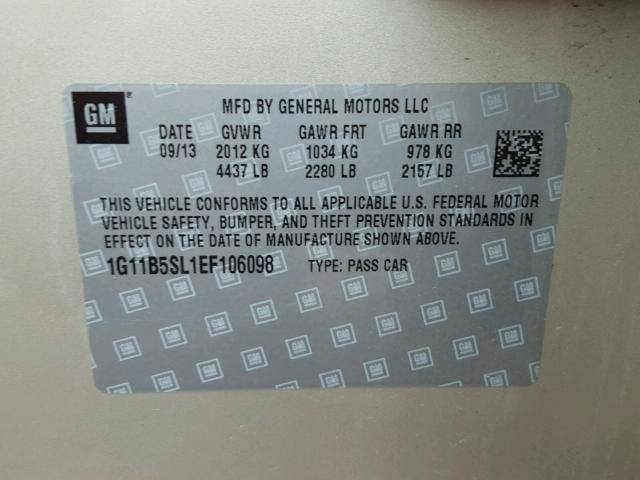 GM® MFD BY GENERAL MOTORS LLC
DATE GVWR GAWR FRT GAWR RR
09/13 2012 KG 1034 KG 978 KG
4437 LB 2280 LB 2157 LB
THIS VEHICLE CONFORMS TO ALL APPLICABLE U.S. FEDERAL MOTOR
VEHICLE SAFETY, BUMPER, AND THEFT PREVENTION STANDARDS IN
EFFECT ON THE DATE OF MANUFACTURE SHOWN ABOVE.
1G11B5SL1EF106098 TYPE: PASS CAR